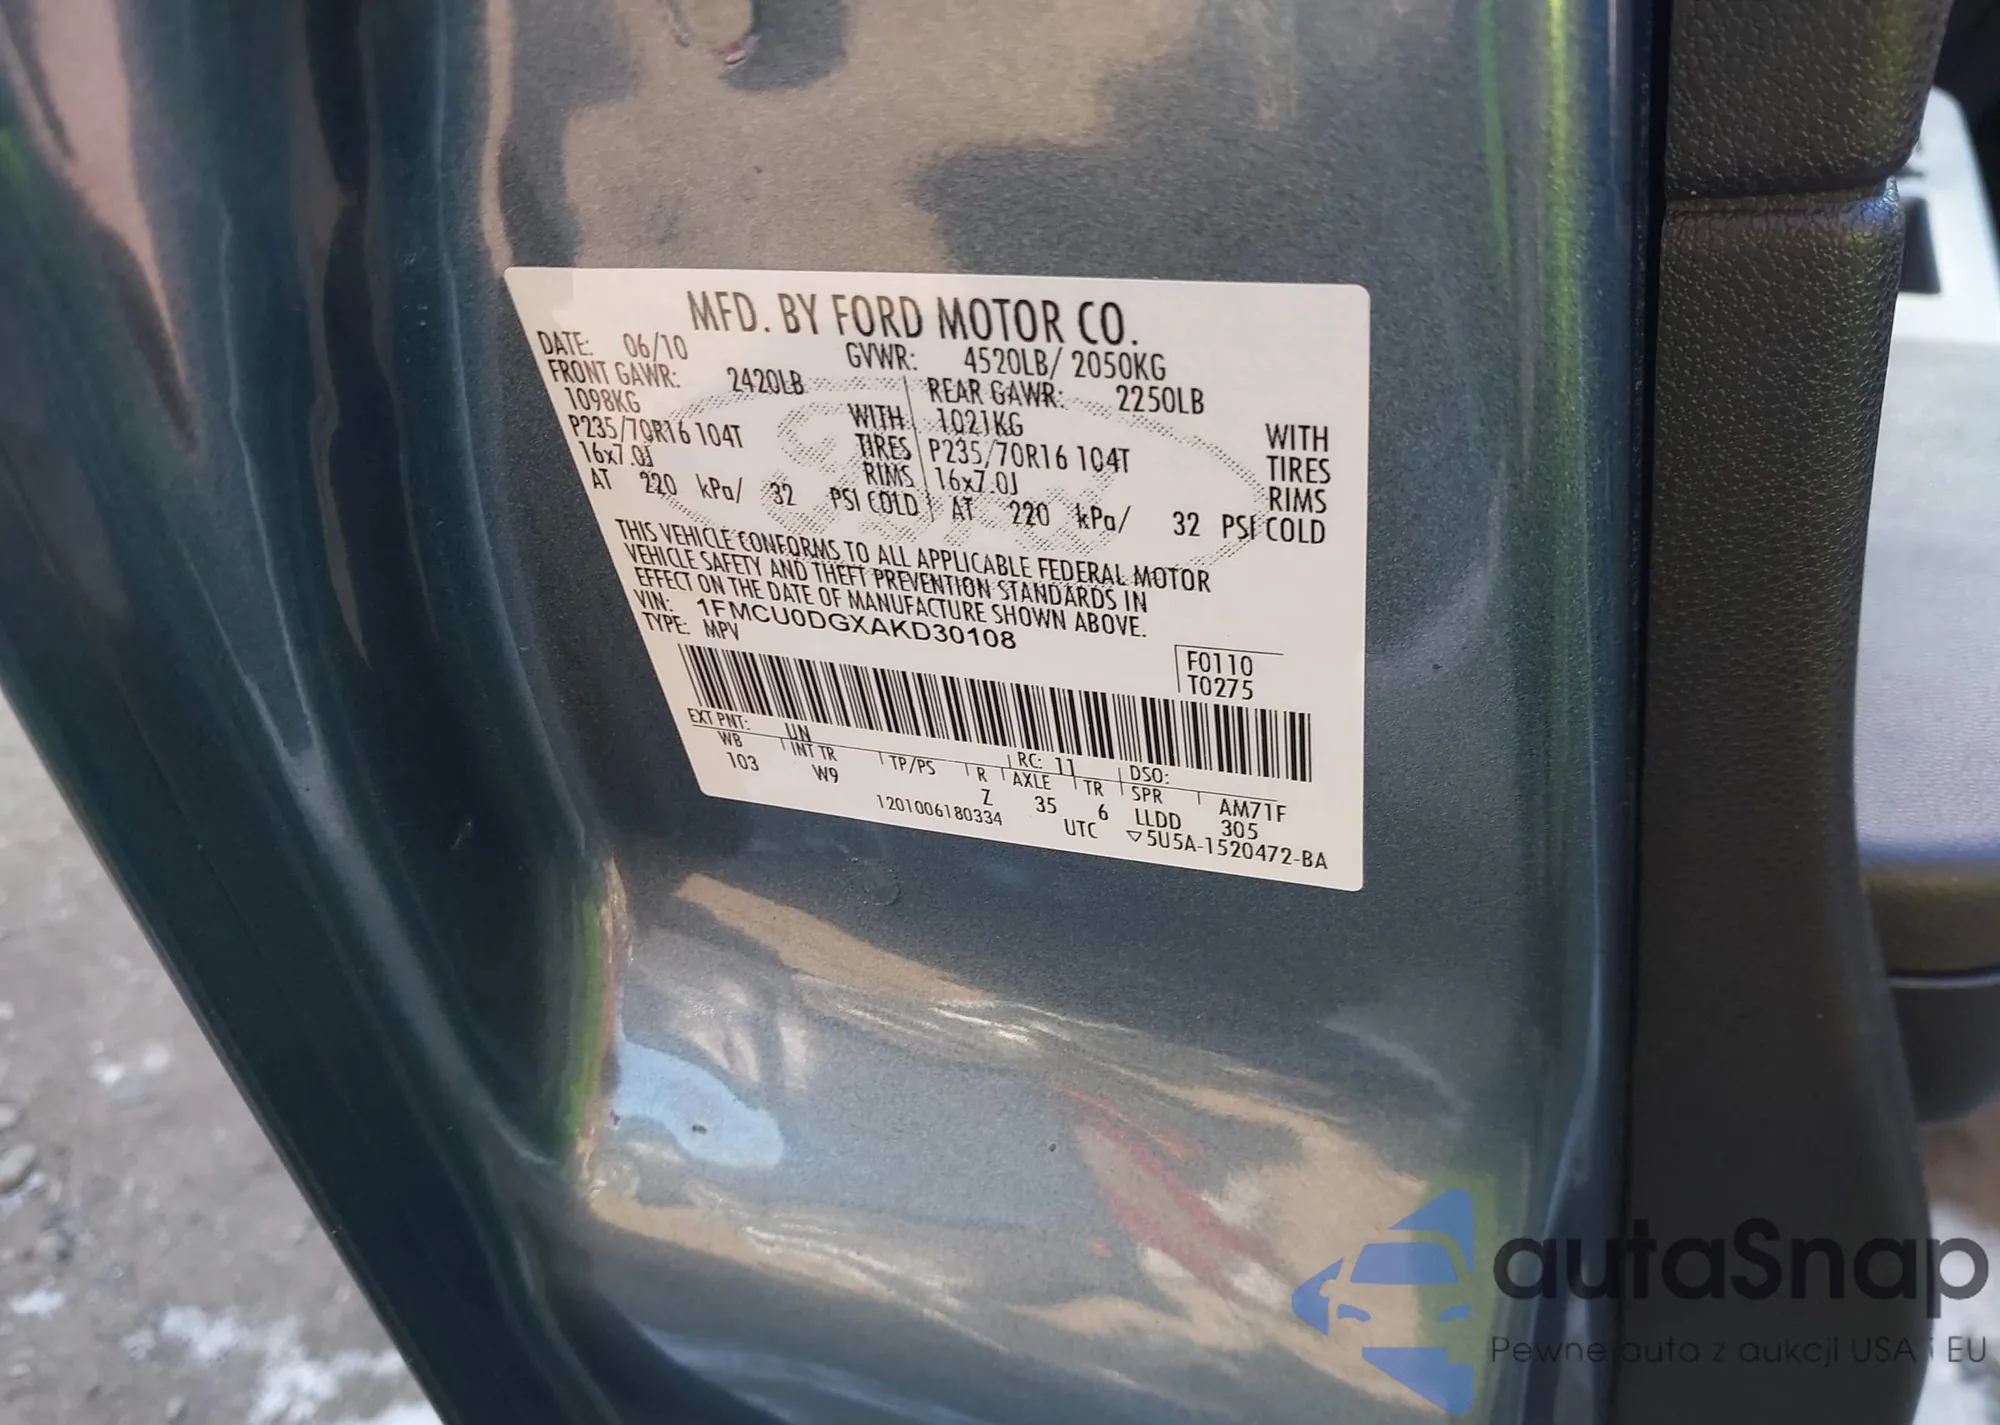 MFD. BY FORD MOTOR CO.
DATE: 06/10 GVWR: 4520LB/ 2050KG
FRONT GAWR: 2420LB REAR GAWR: 2250LB
1098KG WITH 1021KG WITH
P235/70R16 104T TIRES P235/70R16 104T TIRES
16x7.0J RIMS 16x7.0J RIMS
AT 220 kPa/ 32 PSI COLD AT 220 kPa/ 32 PSI COLD
THIS VEHICLE CONFORMS TO ALL APPLICABLE FEDERAL MOTOR
VEHICLE SAFETY AND THEFT PREVENTION STANDARDS IN
EFFECT ON THE DATE OF MANUFACTURE SHOWN ABOVE.
VIN: 1FMCU0DGXAKD30108
TYPE: MPV
F0110
T0275
EXT PNT: UN RC: 11 DSO:
WB INT TR TP/PS R AXLE TR SPR AM71F
103 W9 Z 35 6 LLDD 305
1201006180334 UTC ▽5U5A-1520472-BA
autaSnap
Pewne auta z aukcji USA i EU